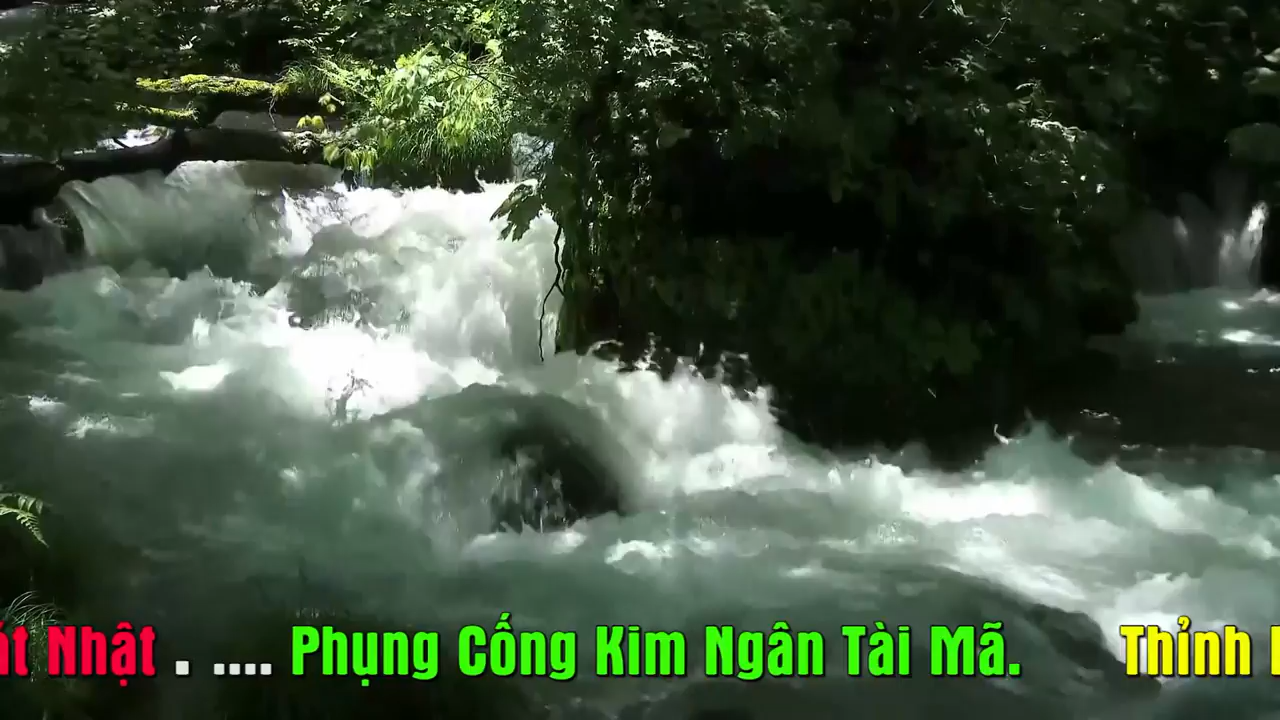 Nhật . .... Phụng Cống Kim Ngân Tài Mã. Thỉnh